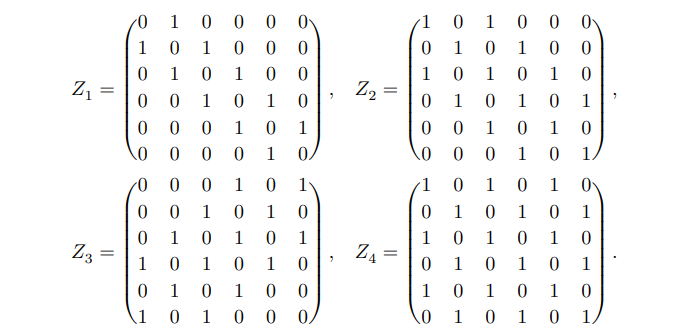 Z₁ = (0 1 0 0 0 0
1 0 1 0 0 0
0 1 0 1 0 0
0 0 1 0 1 0
0 0 0 1 0 1
0 0 0 0 1 0) ,
Z₂ = (1 0 1 0 0 0
0 1 0 1 0 0
1 0 1 0 1 0
0 1 0 1 0 1
0 0 1 0 1 0
0 0 0 1 0 1) ,
Z₃ = (0 0 0 1 0 1
0 0 1 0 1 0
0 1 0 1 0 1
1 0 1 0 1 0
0 1 0 1 0 0
1 0 1 0 0 0) ,
Z₄ = (1 0 1 0 1 0
0 1 0 1 0 1
1 0 1 0 1 0
0 1 0 1 0 1
1 0 1 0 1 0
0 1 0 1 0 1) .